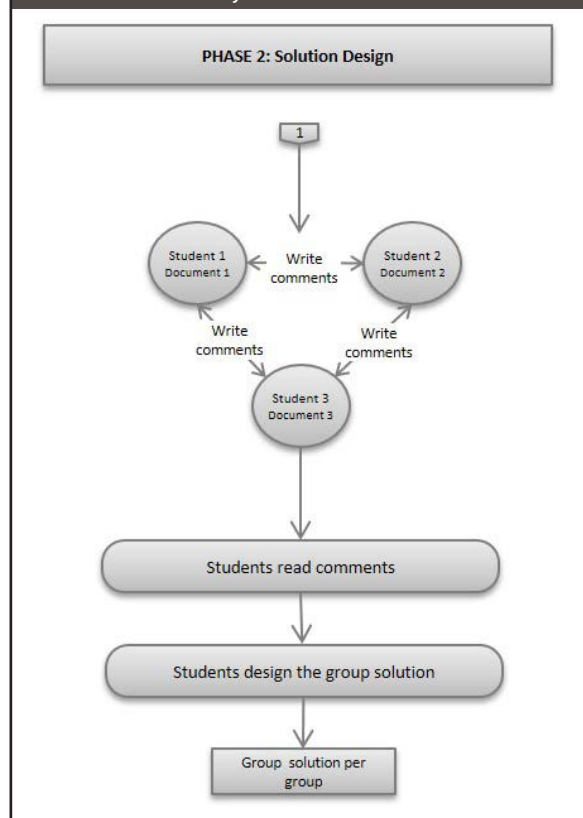 PHASE 2: Solution Design
1
Student 1
Document 1
Write
comments
Student 2
Document 2
Write
comments
Write
comments
Student 3
Document 3
Students read comments
Students design the group solution
Group solution per
group